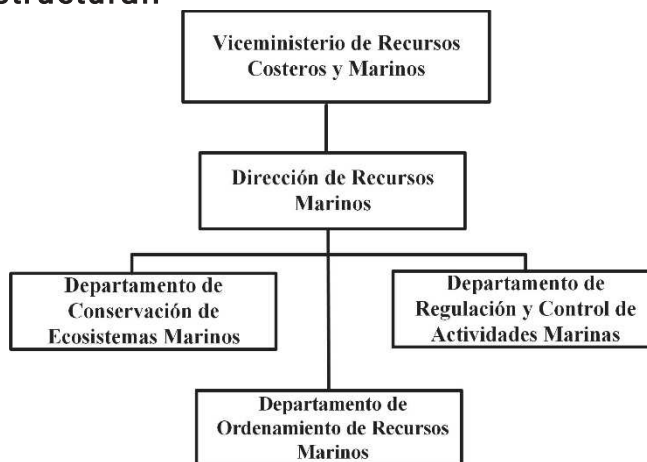 Viceministerio de Recursos
Costeros y Marinos
Dirección de Recursos
Marinos
Departamento de
Conservación de
Ecosistemas Marinos
Departamento de
Regulación y Control de
Actividades Marinas
Departamento de
Ordenamiento de Recursos
Marinos